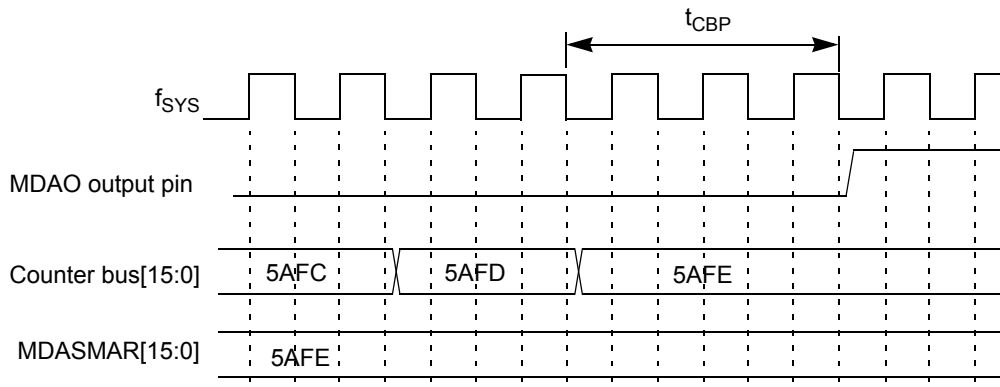 tCBP
fSYS
MDAO output pin
Counter bus[15:0]
5AFC
5AFD
5AFE
MDASMAR[15:0]
5AFE